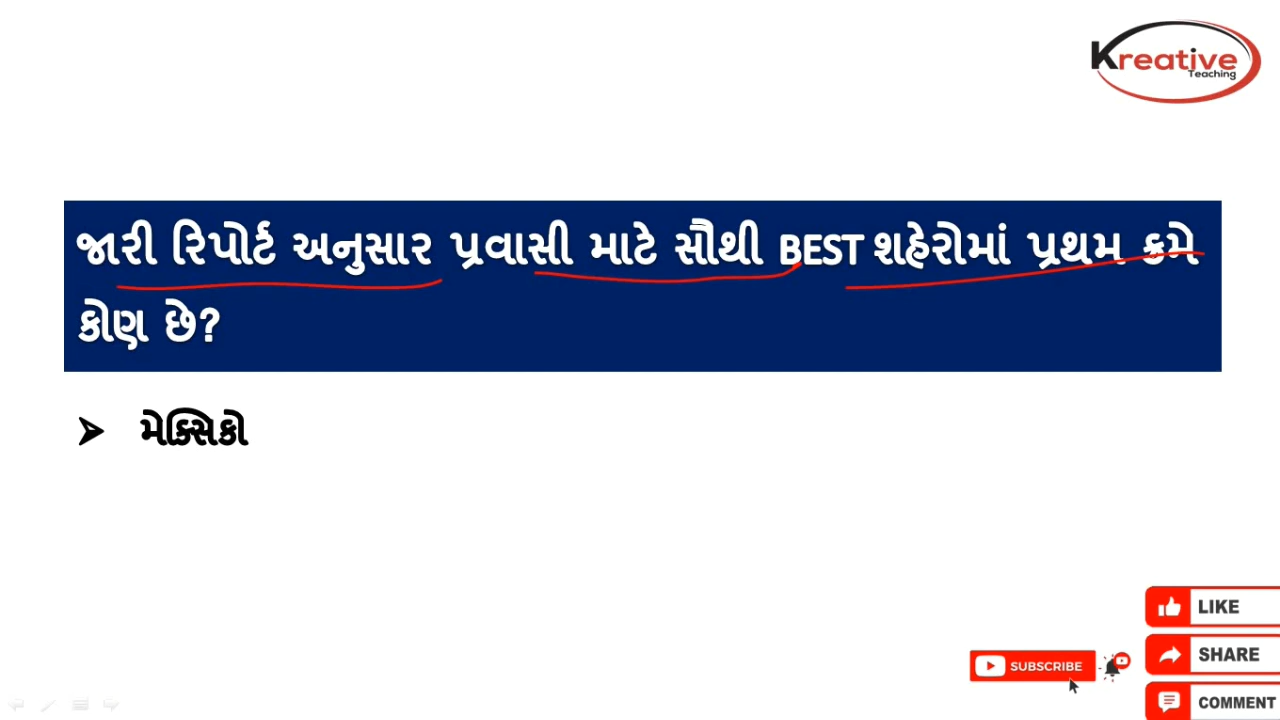 Kreative
Teaching
જારી રિપોર્ટ અનુસાર પ્રવાસી માટે સૌથી BEST શહેરોમાં પ્રથમ ક્રમે
કોણ છે?
➢ મેક્સિકો
LIKE
SHARE
SUBSCRIBE
COMMENT